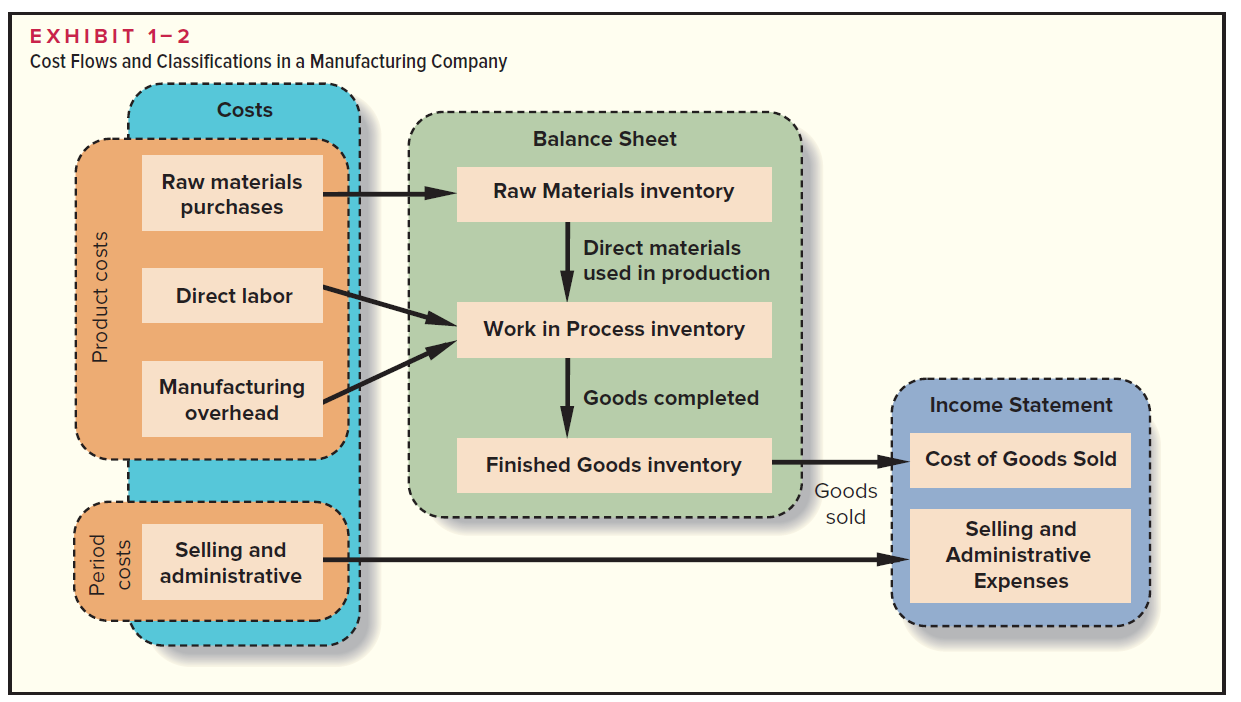 EXHIBIT 1–2
Cost Flows and Classifications in a Manufacturing Company
Costs
Product costs
Raw materials
purchases
Direct labor
Manufacturing
overhead
Period
costs
Selling and
administrative
Balance Sheet
Raw Materials inventory
Direct materials
used in production
Work in Process inventory
Goods completed
Finished Goods inventory
Goods
sold
Income Statement
Cost of Goods Sold
Selling and
Administrative
Expenses